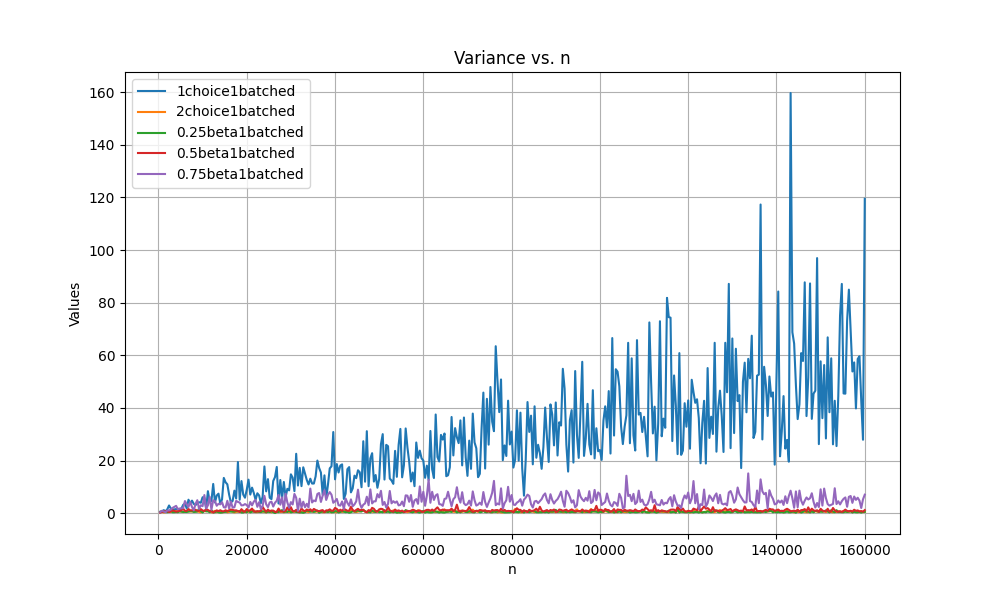 Variance vs. n
1choice1batched
2choice1batched
0.25beta1batched
0.5beta1batched
0.75beta1batched
Values
160
140
120
100
80
60
40
20
0
0 20000 40000 60000 80000 100000 120000 140000 160000
n